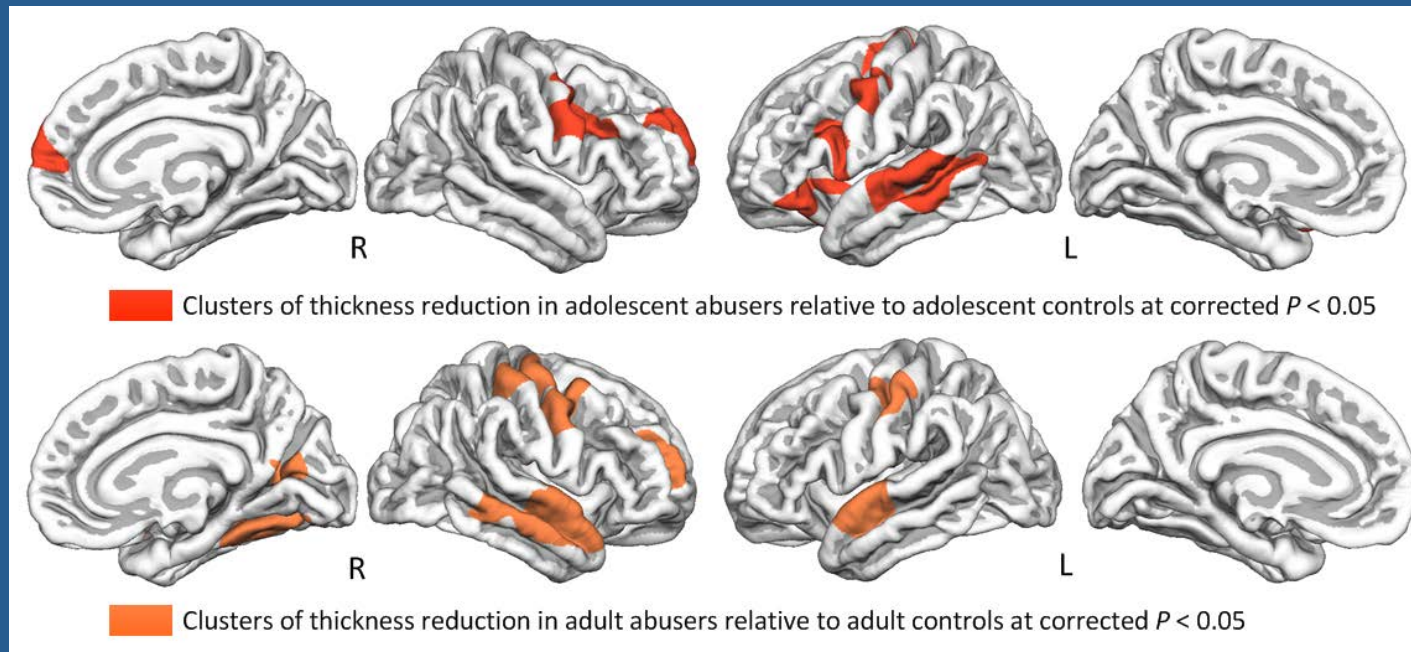 R
L
Clusters of thickness reduction in adolescent abusers relative to adolescent controls at corrected P < 0.05
R
L
Clusters of thickness reduction in adult abusers relative to adult controls at corrected P < 0.05